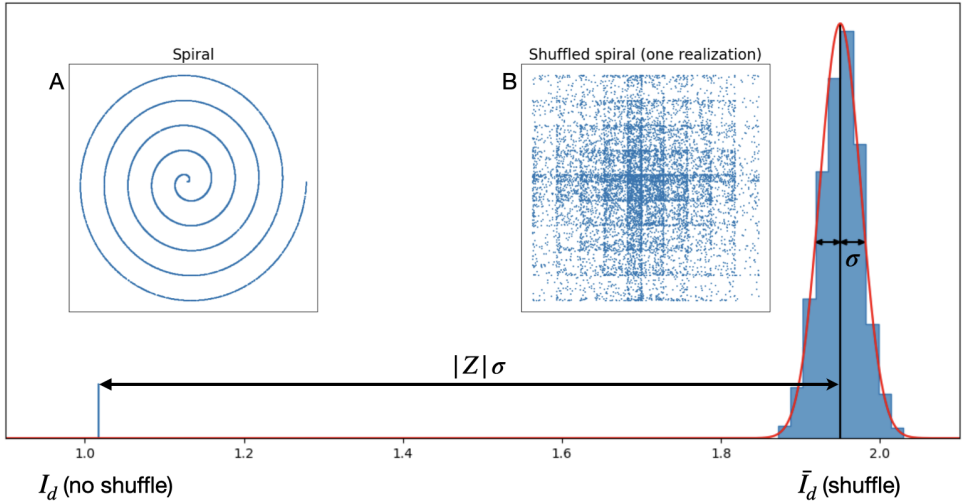 Spiral
A
Shuffled spiral (one realization)
B
σ
|Z|σ
1.0
1.2
1.4
1.6
1.8
2.0
I_d (no shuffle)
Ī_d (shuffle)